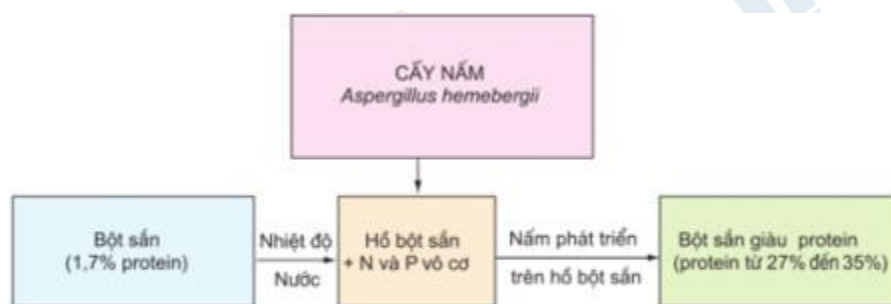 CẤY NẤM
Aspergillus hemebergii
Bột sắn
(1,7% protein)
Nhiệt độ
Nước
Hồ bột sắn
+ N và P vô cơ
Nấm phát triển
trên hồ bột sắn
Bột sắn giàu protein
(protein từ 27% đến 35%)